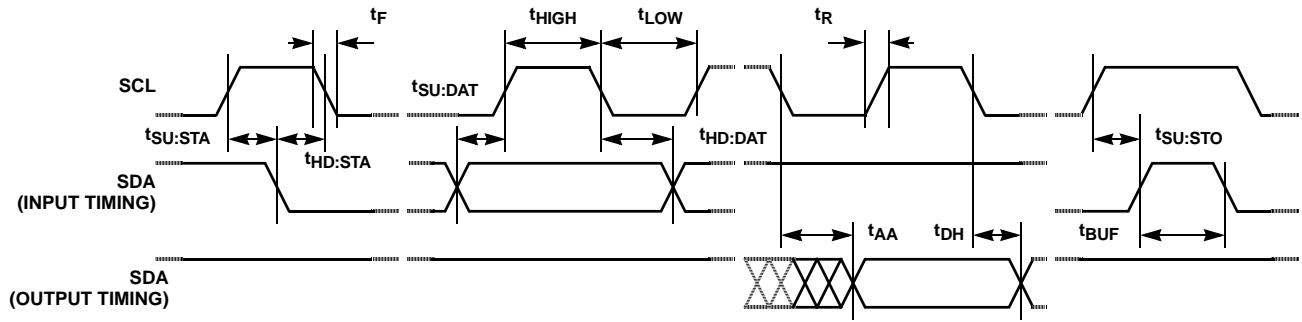 tF
tHIGH
tLOW
tR
SCL
tSU:DAT
tSU:STA
tHD:STA
tHD:DAT
tSU:STO
SDA
(INPUT TIMING)
tAA
tDH
tBUF
SDA
(OUTPUT TIMING)